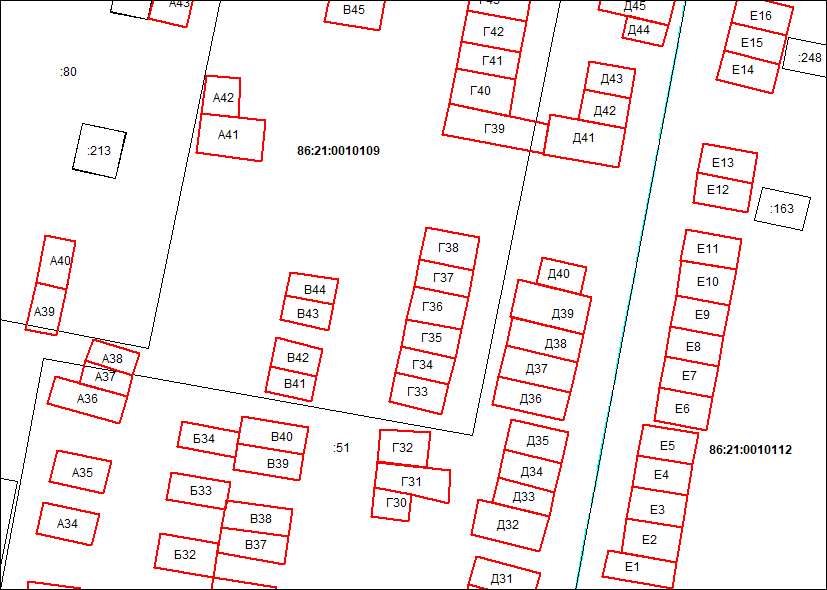 А43
В45
Г43
Д45
Е16
Г42
Д44
Е15
:248
Г41
Е14
:80
Д43
Г40
А42
Д42
Г39
А41
Д41
:213
86:21:0010109
Е13
Е12
:163
Г38
Е11
А40
Д40
Г37
Е10
В44
Г36
А39
В43
Д39
Е9
Г35
Д38
Е8
А38
В42
Г34
Д37
Е7
А37
В41
Г33
А36
Д36
Е6
Б34
В40
:51
Г32
Д35
Е5
86:21:0010112
В39
А35
Д34
Е4
Г31
Б33
Д33
Г30
Е3
А34
В38
Д32
Е2
В37
Б32
Е1
Д31